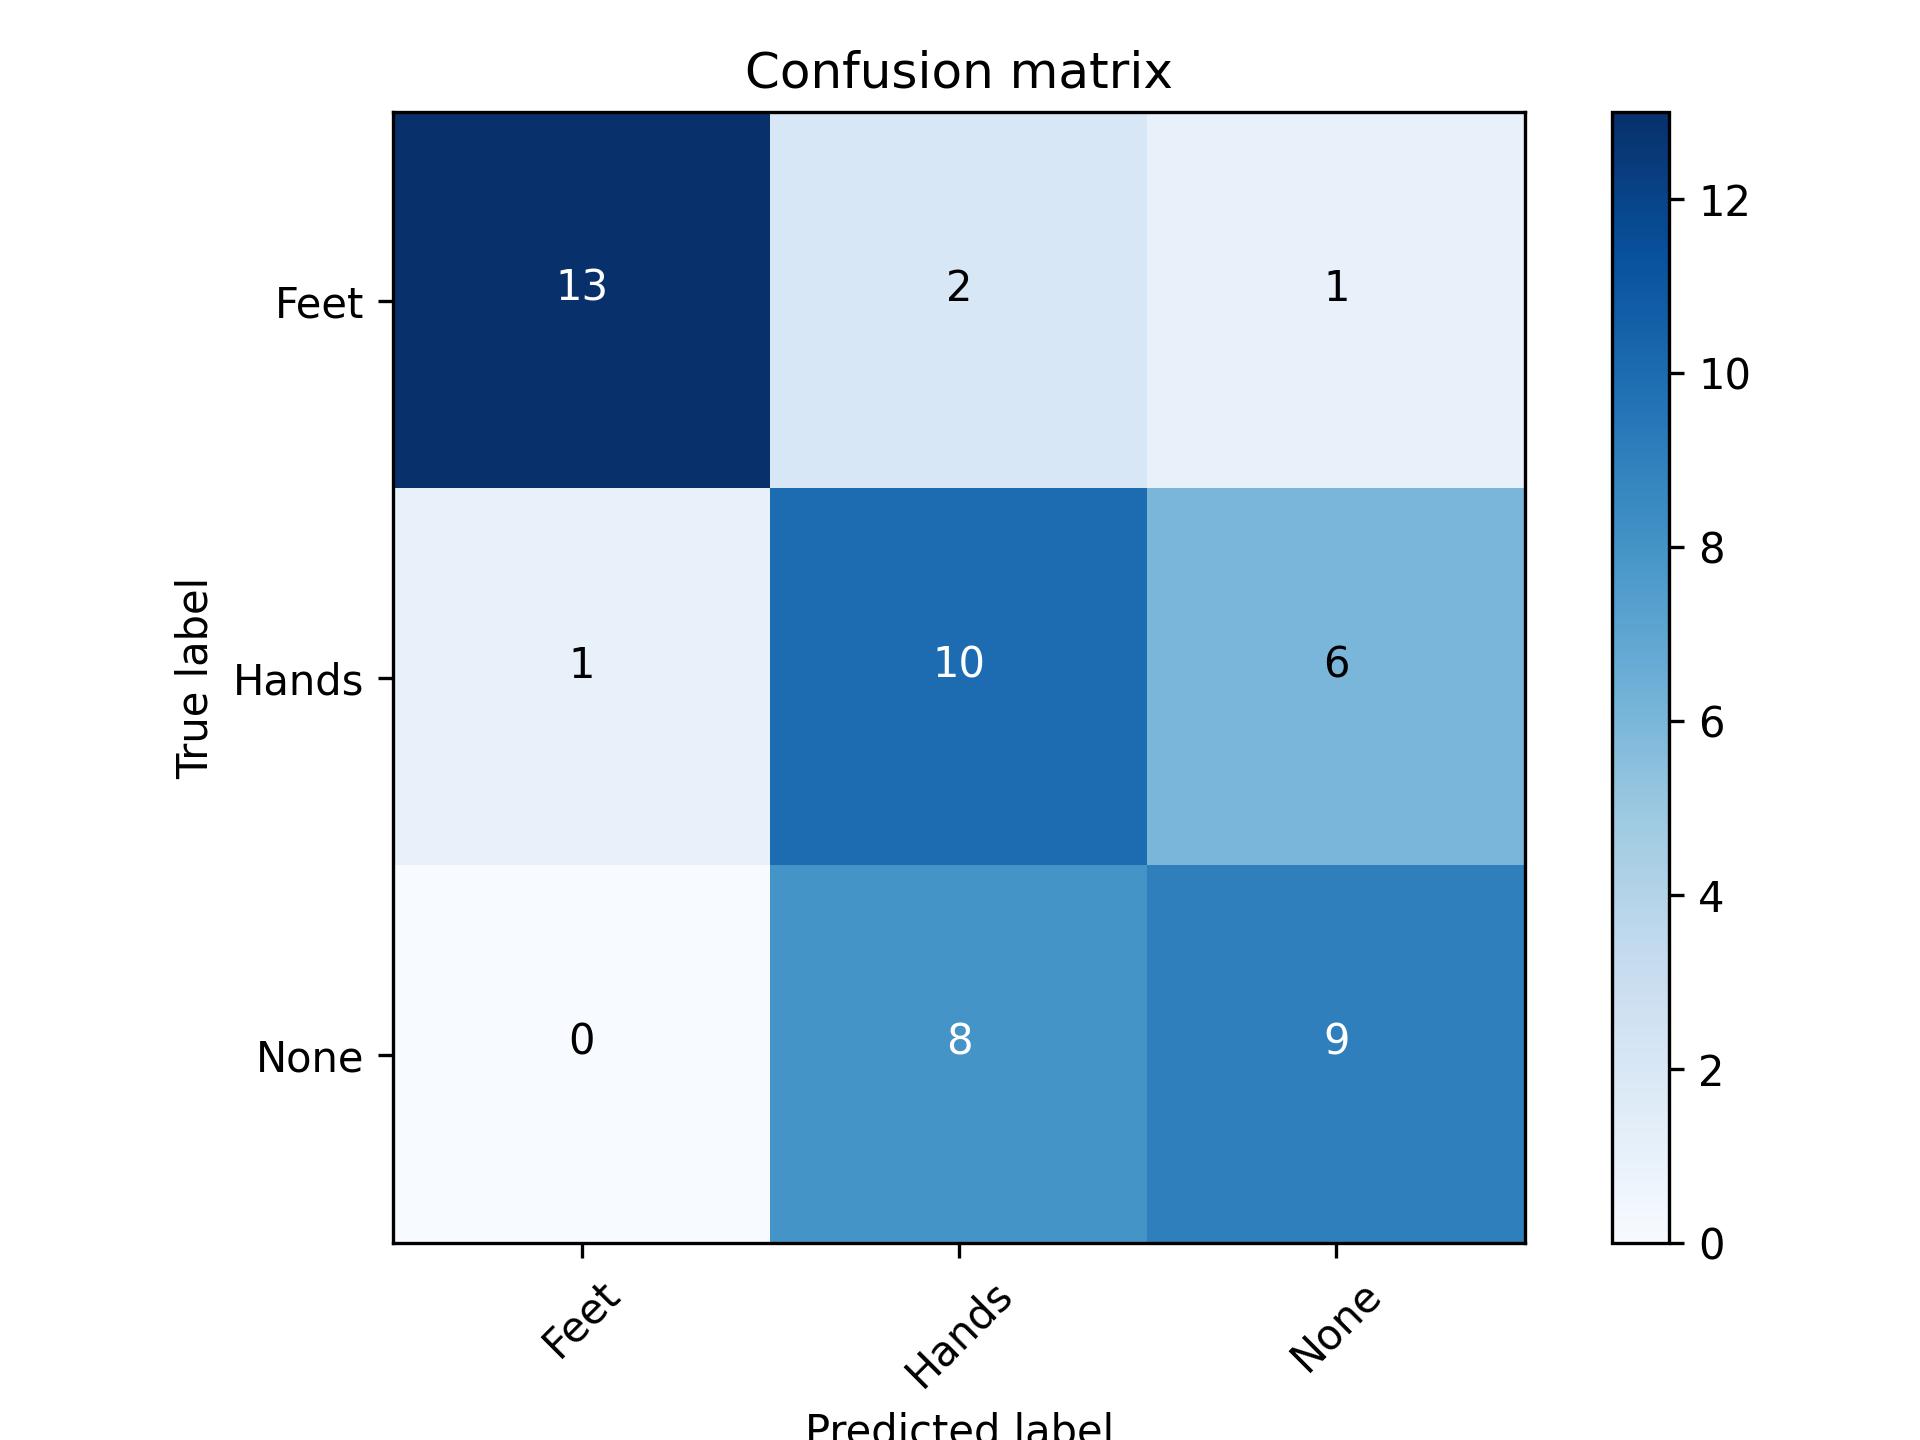 Confusion matrix
13 2 1
1 10 6
0 8 9
Feet
Hands
None
True label
Feet
Hands
None
Predicted label
12
10
8
6
4
2
0